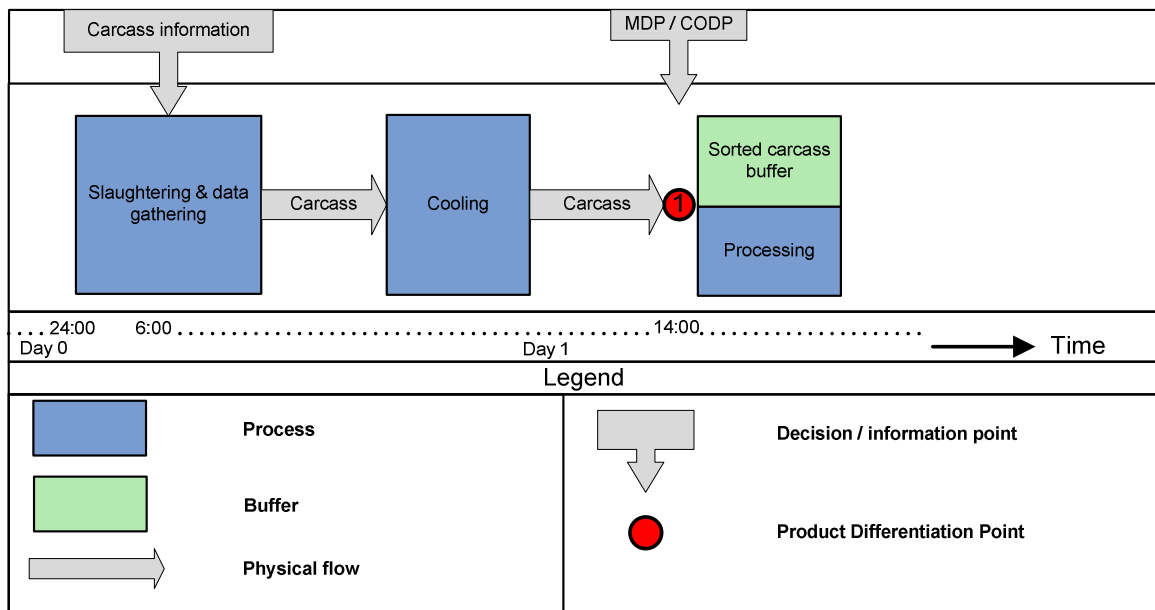 Carcass information
MDP / CODP
Slaughtering & data
gathering
Carcass
Cooling
Carcass
1
Sorted carcass
buffer
Processing
24:00
6:00
14:00
Day 0
Day 1
Time
Legend
Process
Decision / information point
Buffer
Product Differentiation Point
Physical flow